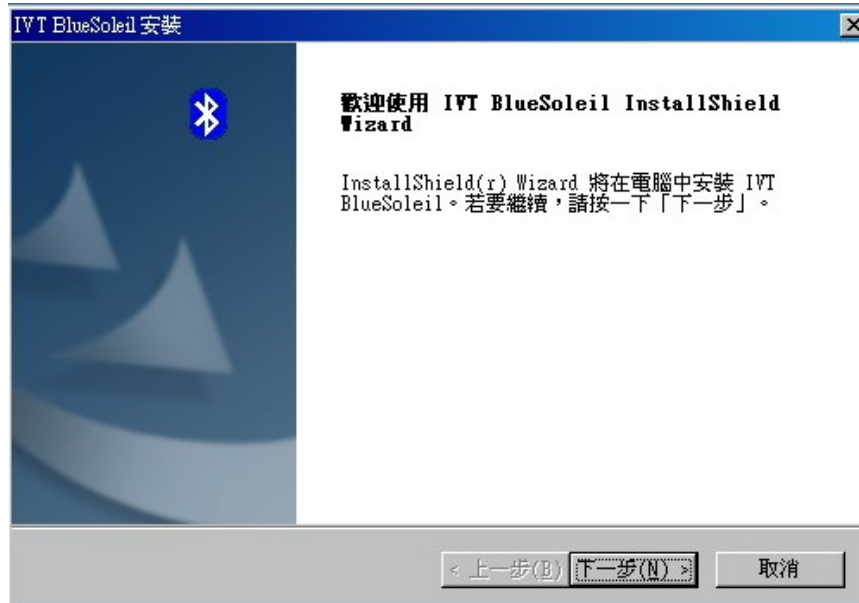 IVT BlueSoleil 安裝
歡迎使用 IVT BlueSoleil InstallShield
Wizard
InstallShield(r) Wizard 將在電腦中安裝 IVT
BlueSoleil。若要繼續，請按一下「下一步」。
< 上一步(B) 下一步(N) > 取消